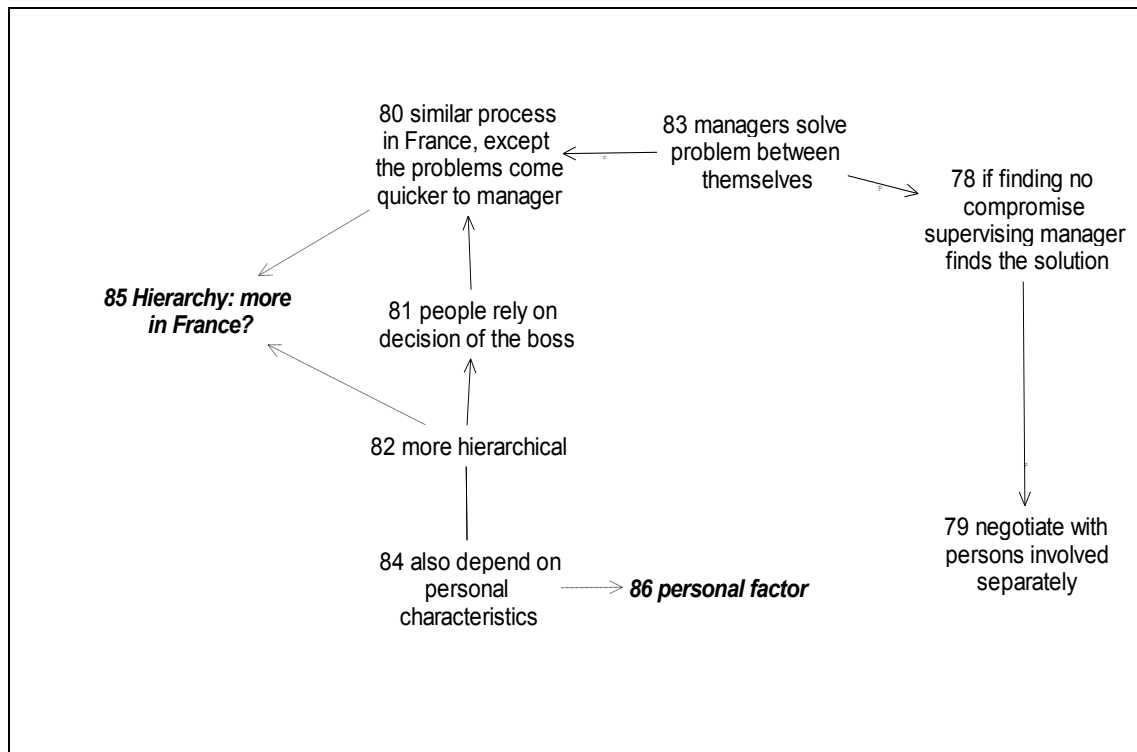 80 similar process
in France, except
the problems come
quicker to manager
83 managers solve
problem between
themselves
78 if finding no
compromise
supervising manager
finds the solution
85 Hierarchy: more
in France?
81 people rely on
decision of the boss
82 more hierarchical
84 also depend on
personal
characteristics
86 personal factor
79 negotiate with
persons involved
separately
c
p
p